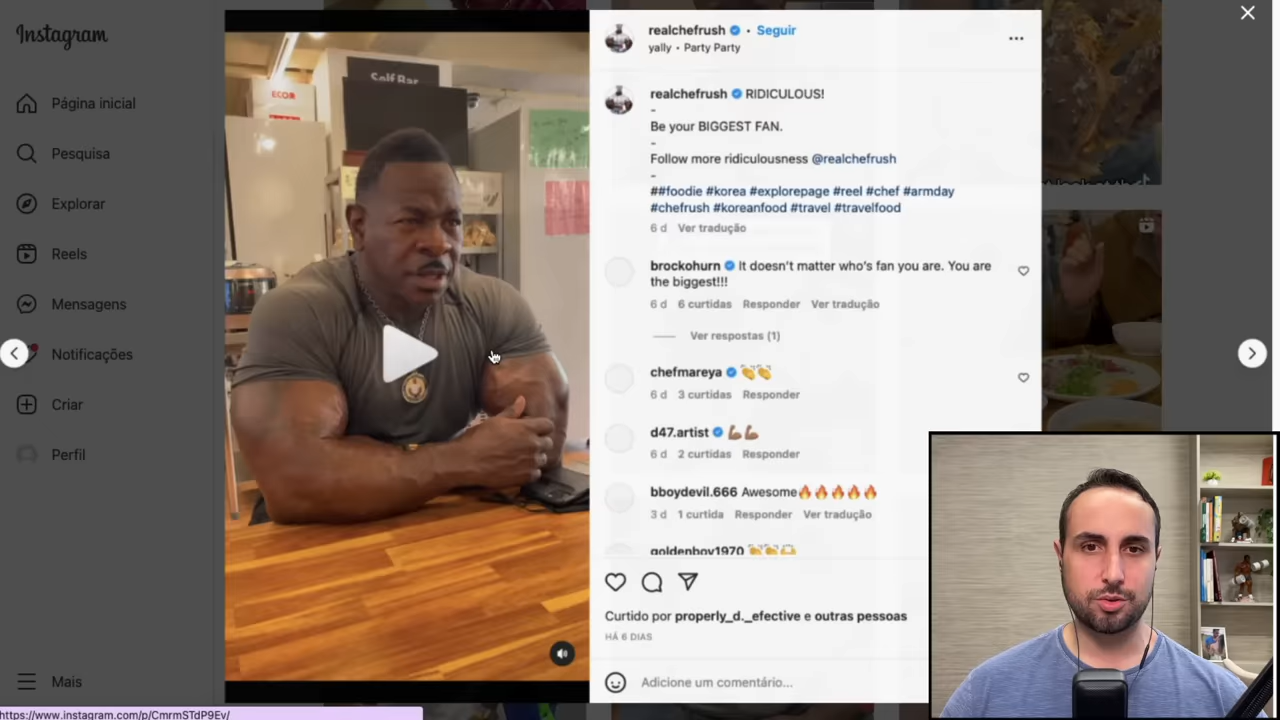 Instagram
Página inicial
Pesquisa
Explorar
Reels
Mensagens
Notificações
Criar
Perfil
Mais
https://www.instagram.com/p/CmrmSTdP9Ev/
Self Bar
ECOR
realchefrush • Seguir
yally • Party Party
realchefrush RIDICULOUS!
-
Be your BIGGEST FAN.
-
Follow more ridiculousness @realchefrush
-
##foodie #korea #explorepage #reel #chef #armday
#chefrush #koreanfood #travel #travelfood
6 d Ver tradução
brockohurn It doesn't matter who's fan you are. You are
the biggest!!!
6 d 6 curtidas Responder Ver tradução
Ver respostas (1)
chefmareya 👏👏
6 d 3 curtidas Responder
d47.artist 💪🏾💪🏾
6 d 2 curtidas Responder
bboydevil.666 Awesome🔥🔥🔥🔥🔥
3 d 1 curtida Responder Ver tradução
goldenboy1970
Curtido por properly_d._efective e outras pessoas
HÁ 6 DIAS
Adicione um comentário...